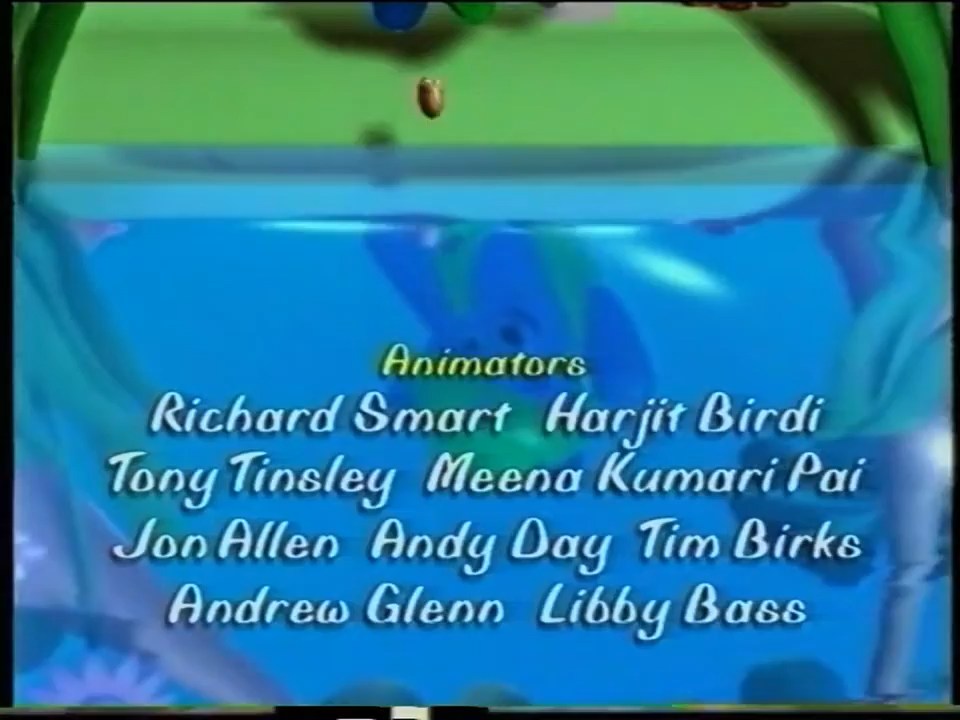 Animators
Richard Smart Harjit Birdi
Tony Tinsley Meena Kumari Pai
Jon Allen Andy Day Tim Birks
Andrew Glenn Libby Bass